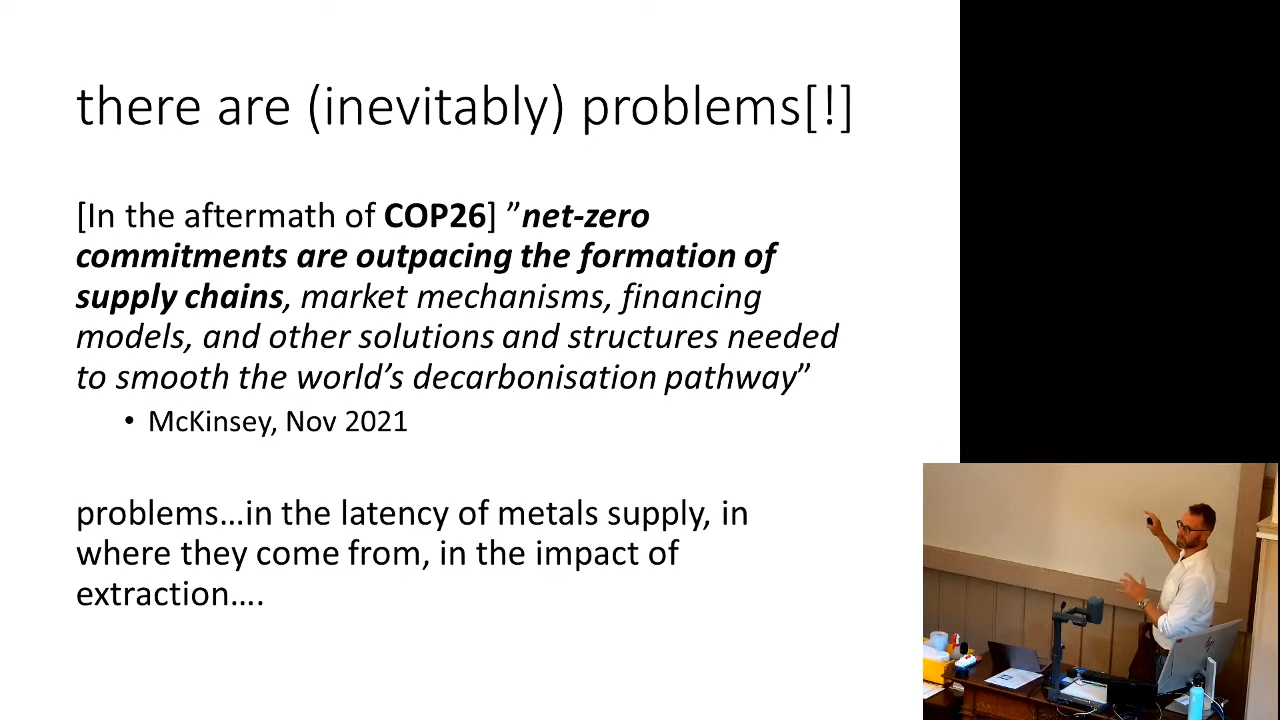 there are (inevitably) problems[!]
[In the aftermath of COP26] ”net-zero
commitments are outpacing the formation of
supply chains, market mechanisms, financing
models, and other solutions and structures needed
to smooth the world’s decarbonisation pathway”
• McKinsey, Nov 2021
problems…in the latency of metals supply, in
where they come from, in the impact of
extraction….